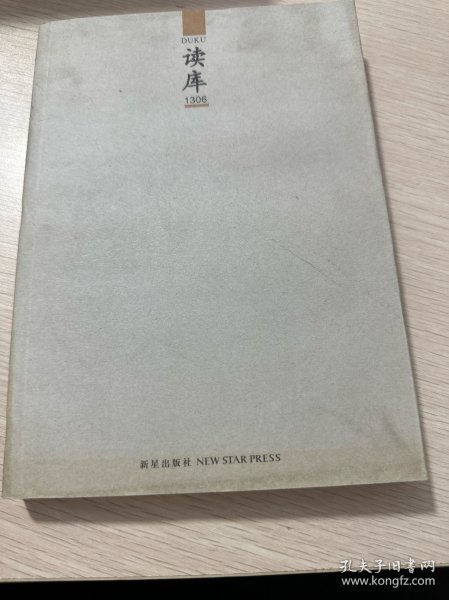 DUKU
读库
1306
新星出版社 NEW STAR PRESS
孔夫子旧书网
www.kongfz.com